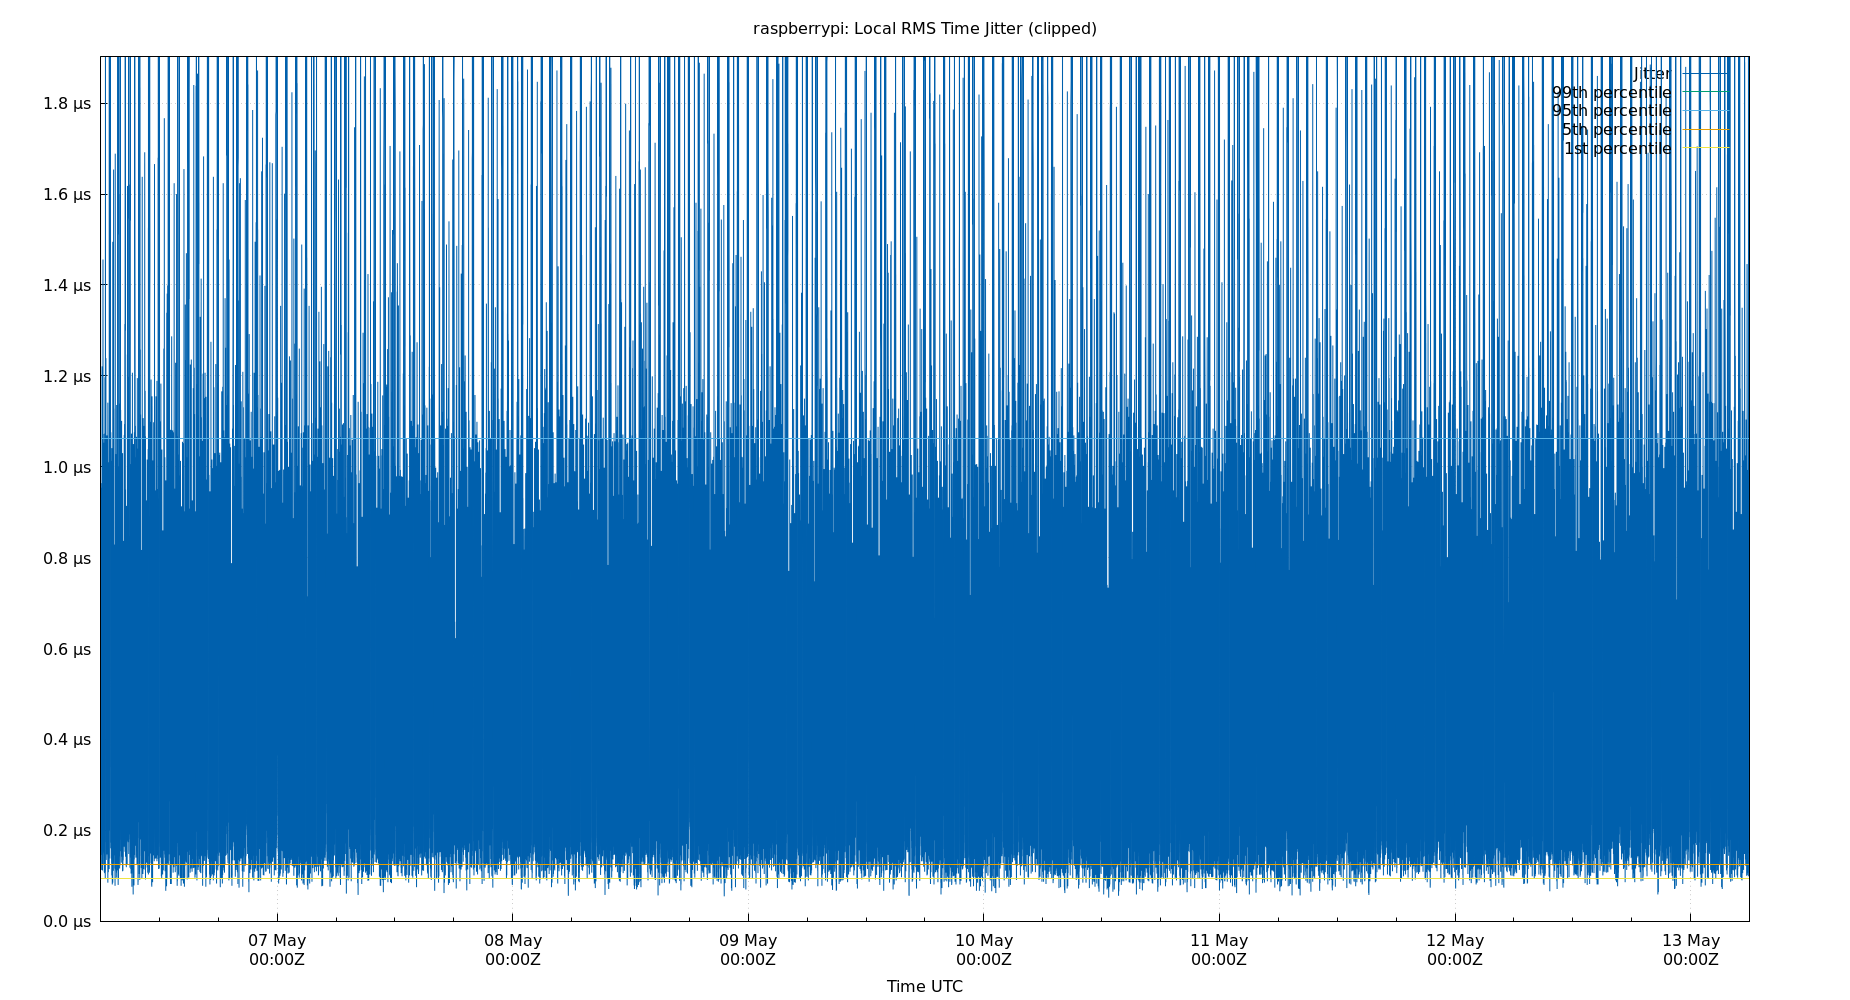 raspberrypi: Local RMS Time Jitter (clipped)
Jitter
99th percentile
95th percentile
5th percentile
1st percentile
1.8 µs
1.6 µs
1.4 µs
1.2 µs
1.0 µs
0.8 µs
0.6 µs
0.4 µs
0.2 µs
0.0 µs
07 May 08 May 09 May 10 May 11 May 12 May 13 May
00:00Z 00:00Z 00:00Z 00:00Z 00:00Z 00:00Z 00:00Z
Time UTC